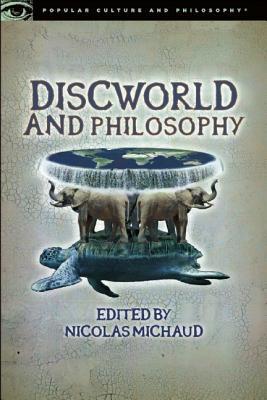 POPULAR CULTURE AND PHILOSOPHY®
DISCWORLD
AND PHILOSOPHY
EDITED BY
NICOLAS MICHAUD